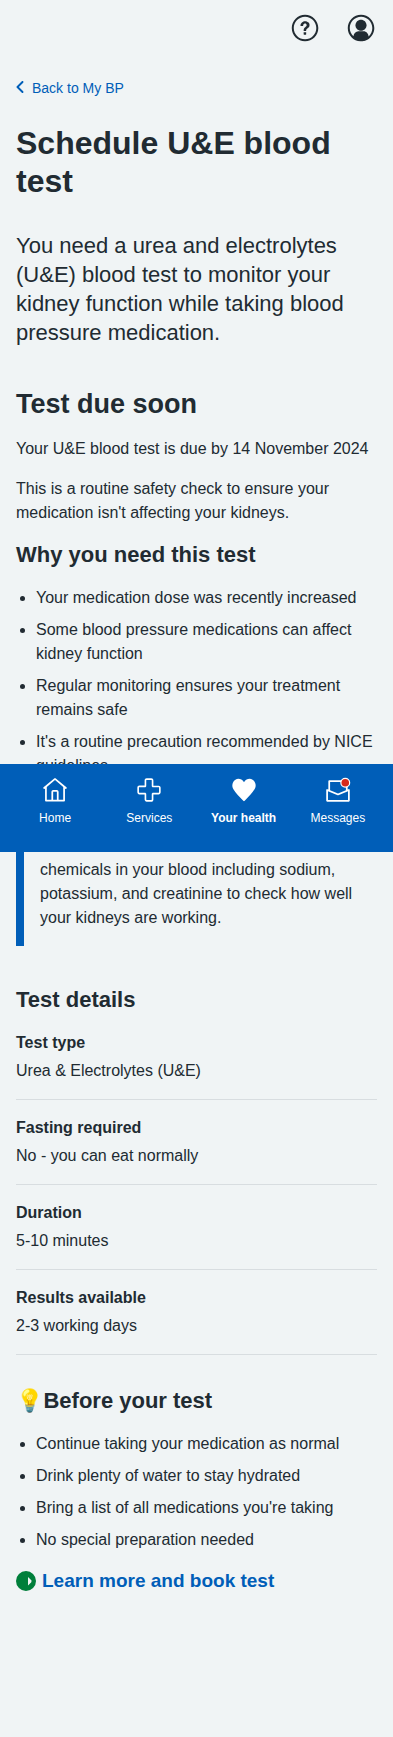 Back to My BP
Schedule U&E blood
test
You need a urea and electrolytes
(U&E) blood test to monitor your
kidney function while taking blood
pressure medication.
Test due soon
Your U&E blood test is due by 14 November 2024
This is a routine safety check to ensure your
medication isn't affecting your kidneys.
Why you need this test
Your medication dose was recently increased
Some blood pressure medications can affect
kidney function
Regular monitoring ensures your treatment
remains safe
It's a routine precaution recommended by NICE
Home
Services
Your health
Messages
chemicals in your blood including sodium,
potassium, and creatinine to check how well
your kidneys are working.
Test details
Test type
Urea & Electrolytes (U&E)
Fasting required
No - you can eat normally
Duration
5-10 minutes
Results available
2-3 working days
Before your test
Continue taking your medication as normal
Drink plenty of water to stay hydrated
Bring a list of all medications you're taking
No special preparation needed
Learn more and book test